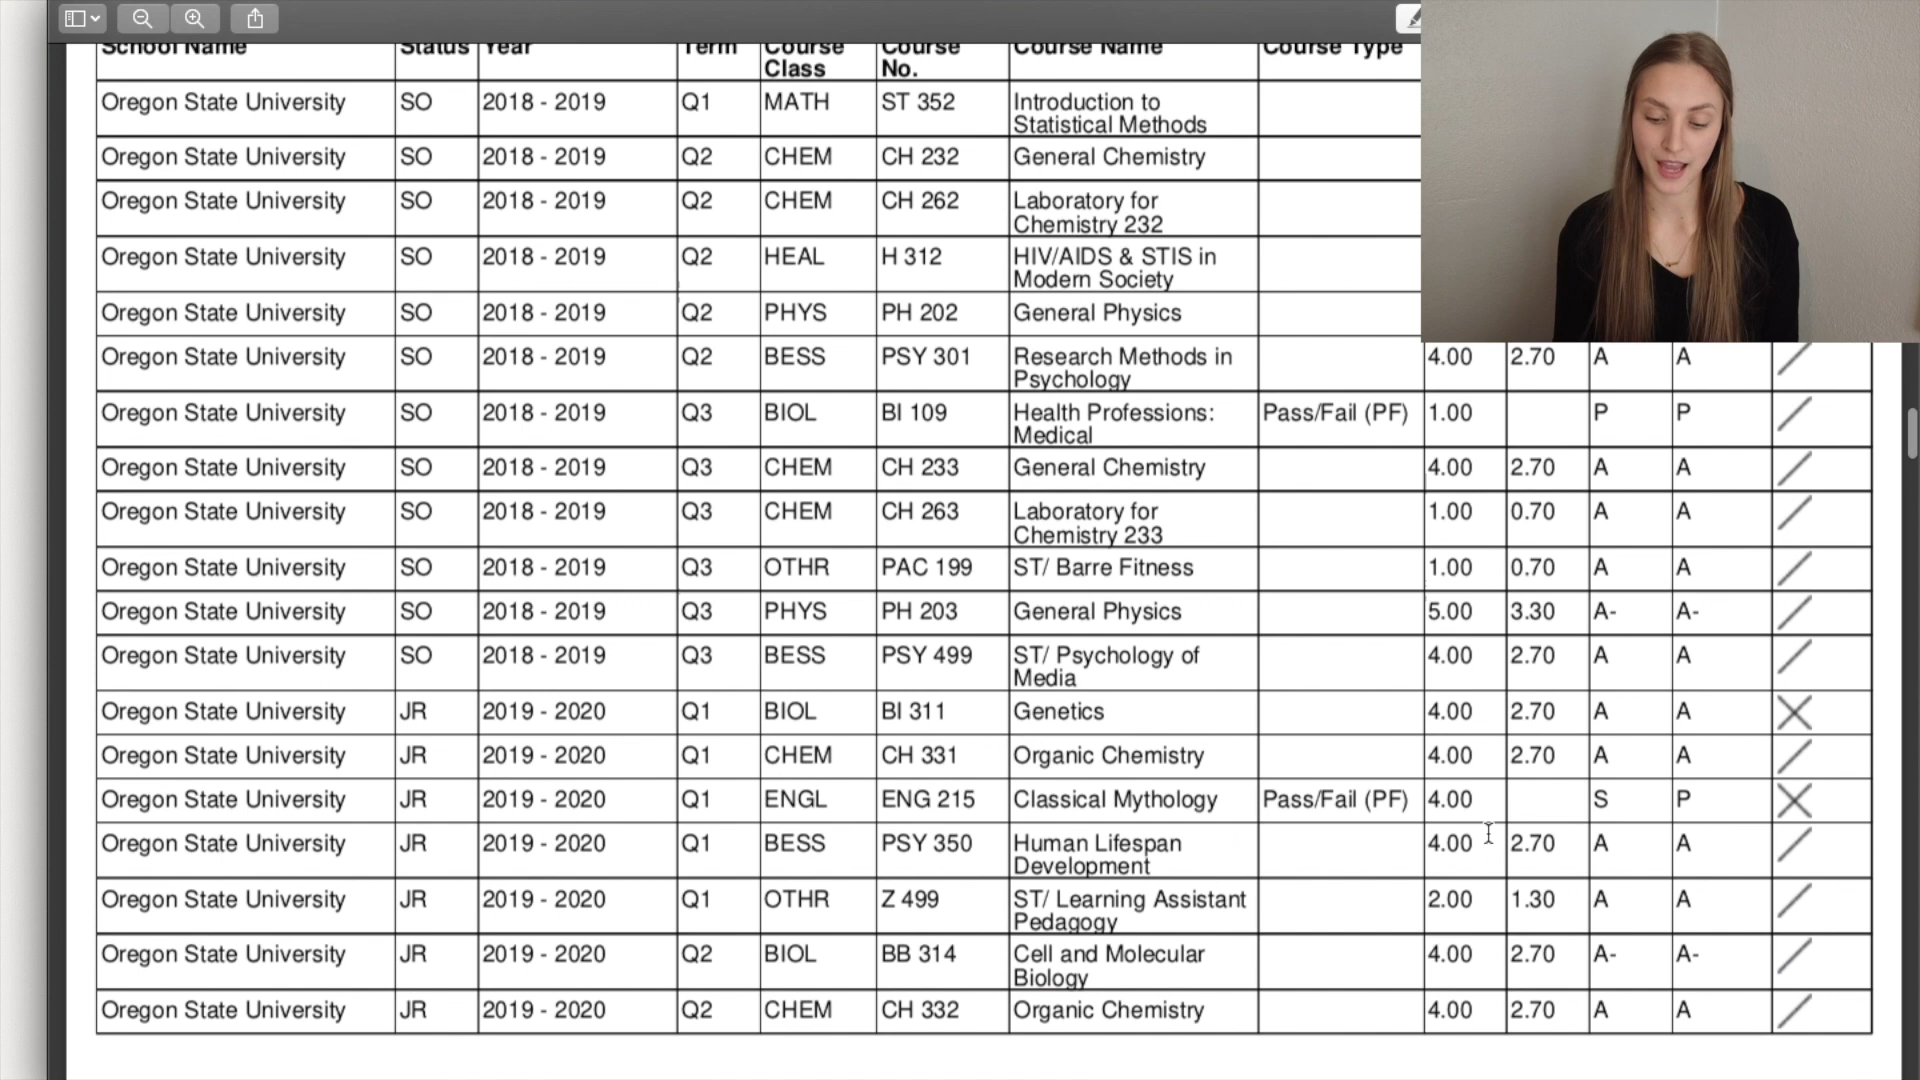 School Name Status Year Term Course Class Course No. Course Name Course Type
Oregon State University SO 2018 - 2019 Q1 MATH ST 352 Introduction to
Statistical Methods
Oregon State University SO 2018 - 2019 Q2 CHEM CH 232 General Chemistry
Oregon State University SO 2018 - 2019 Q2 CHEM CH 262 Laboratory for
Chemistry 232
Oregon State University SO 2018 - 2019 Q2 HEAL H 312 HIV/AIDS & STIS in
Modern Society
Oregon State University SO 2018 - 2019 Q2 PHYS PH 202 General Physics
Oregon State University SO 2018 - 2019 Q2 BESS PSY 301 Research Methods in 4.00 2.70 A A
Psychology
Oregon State University SO 2018 - 2019 Q3 BIOL BI 109 Health Professions: Pass/Fail (PF) 1.00 P P
Medical
Oregon State University SO 2018 - 2019 Q3 CHEM CH 233 General Chemistry 4.00 2.70 A A
Oregon State University SO 2018 - 2019 Q3 CHEM CH 263 Laboratory for 1.00 0.70 A A
Chemistry 233
Oregon State University SO 2018 - 2019 Q3 OTHR PAC 199 ST/ Barre Fitness 1.00 0.70 A A
Oregon State University SO 2018 - 2019 Q3 PHYS PH 203 General Physics 5.00 3.30 A- A-
Oregon State University SO 2018 - 2019 Q3 BESS PSY 499 ST/ Psychology of 4.00 2.70 A A
Media
Oregon State University JR 2019 - 2020 Q1 BIOL BI 311 Genetics 4.00 2.70 A A
Oregon State University JR 2019 - 2020 Q1 CHEM CH 331 Organic Chemistry 4.00 2.70 A A
Oregon State University JR 2019 - 2020 Q1 ENGL ENG 215 Classical Mythology Pass/Fail (PF) 4.00 S P
Oregon State University JR 2019 - 2020 Q1 BESS PSY 350 Human Lifespan 4.00 2.70 A A
Development
Oregon State University JR 2019 - 2020 Q1 OTHR Z 499 ST/ Learning Assistant 2.00 1.30 A A
Pedagogy
Oregon State University JR 2019 - 2020 Q2 BIOL BB 314 Cell and Molecular 4.00 2.70 A- A-
Biology
Oregon State University JR 2019 - 2020 Q2 CHEM CH 332 Organic Chemistry 4.00 2.70 A A